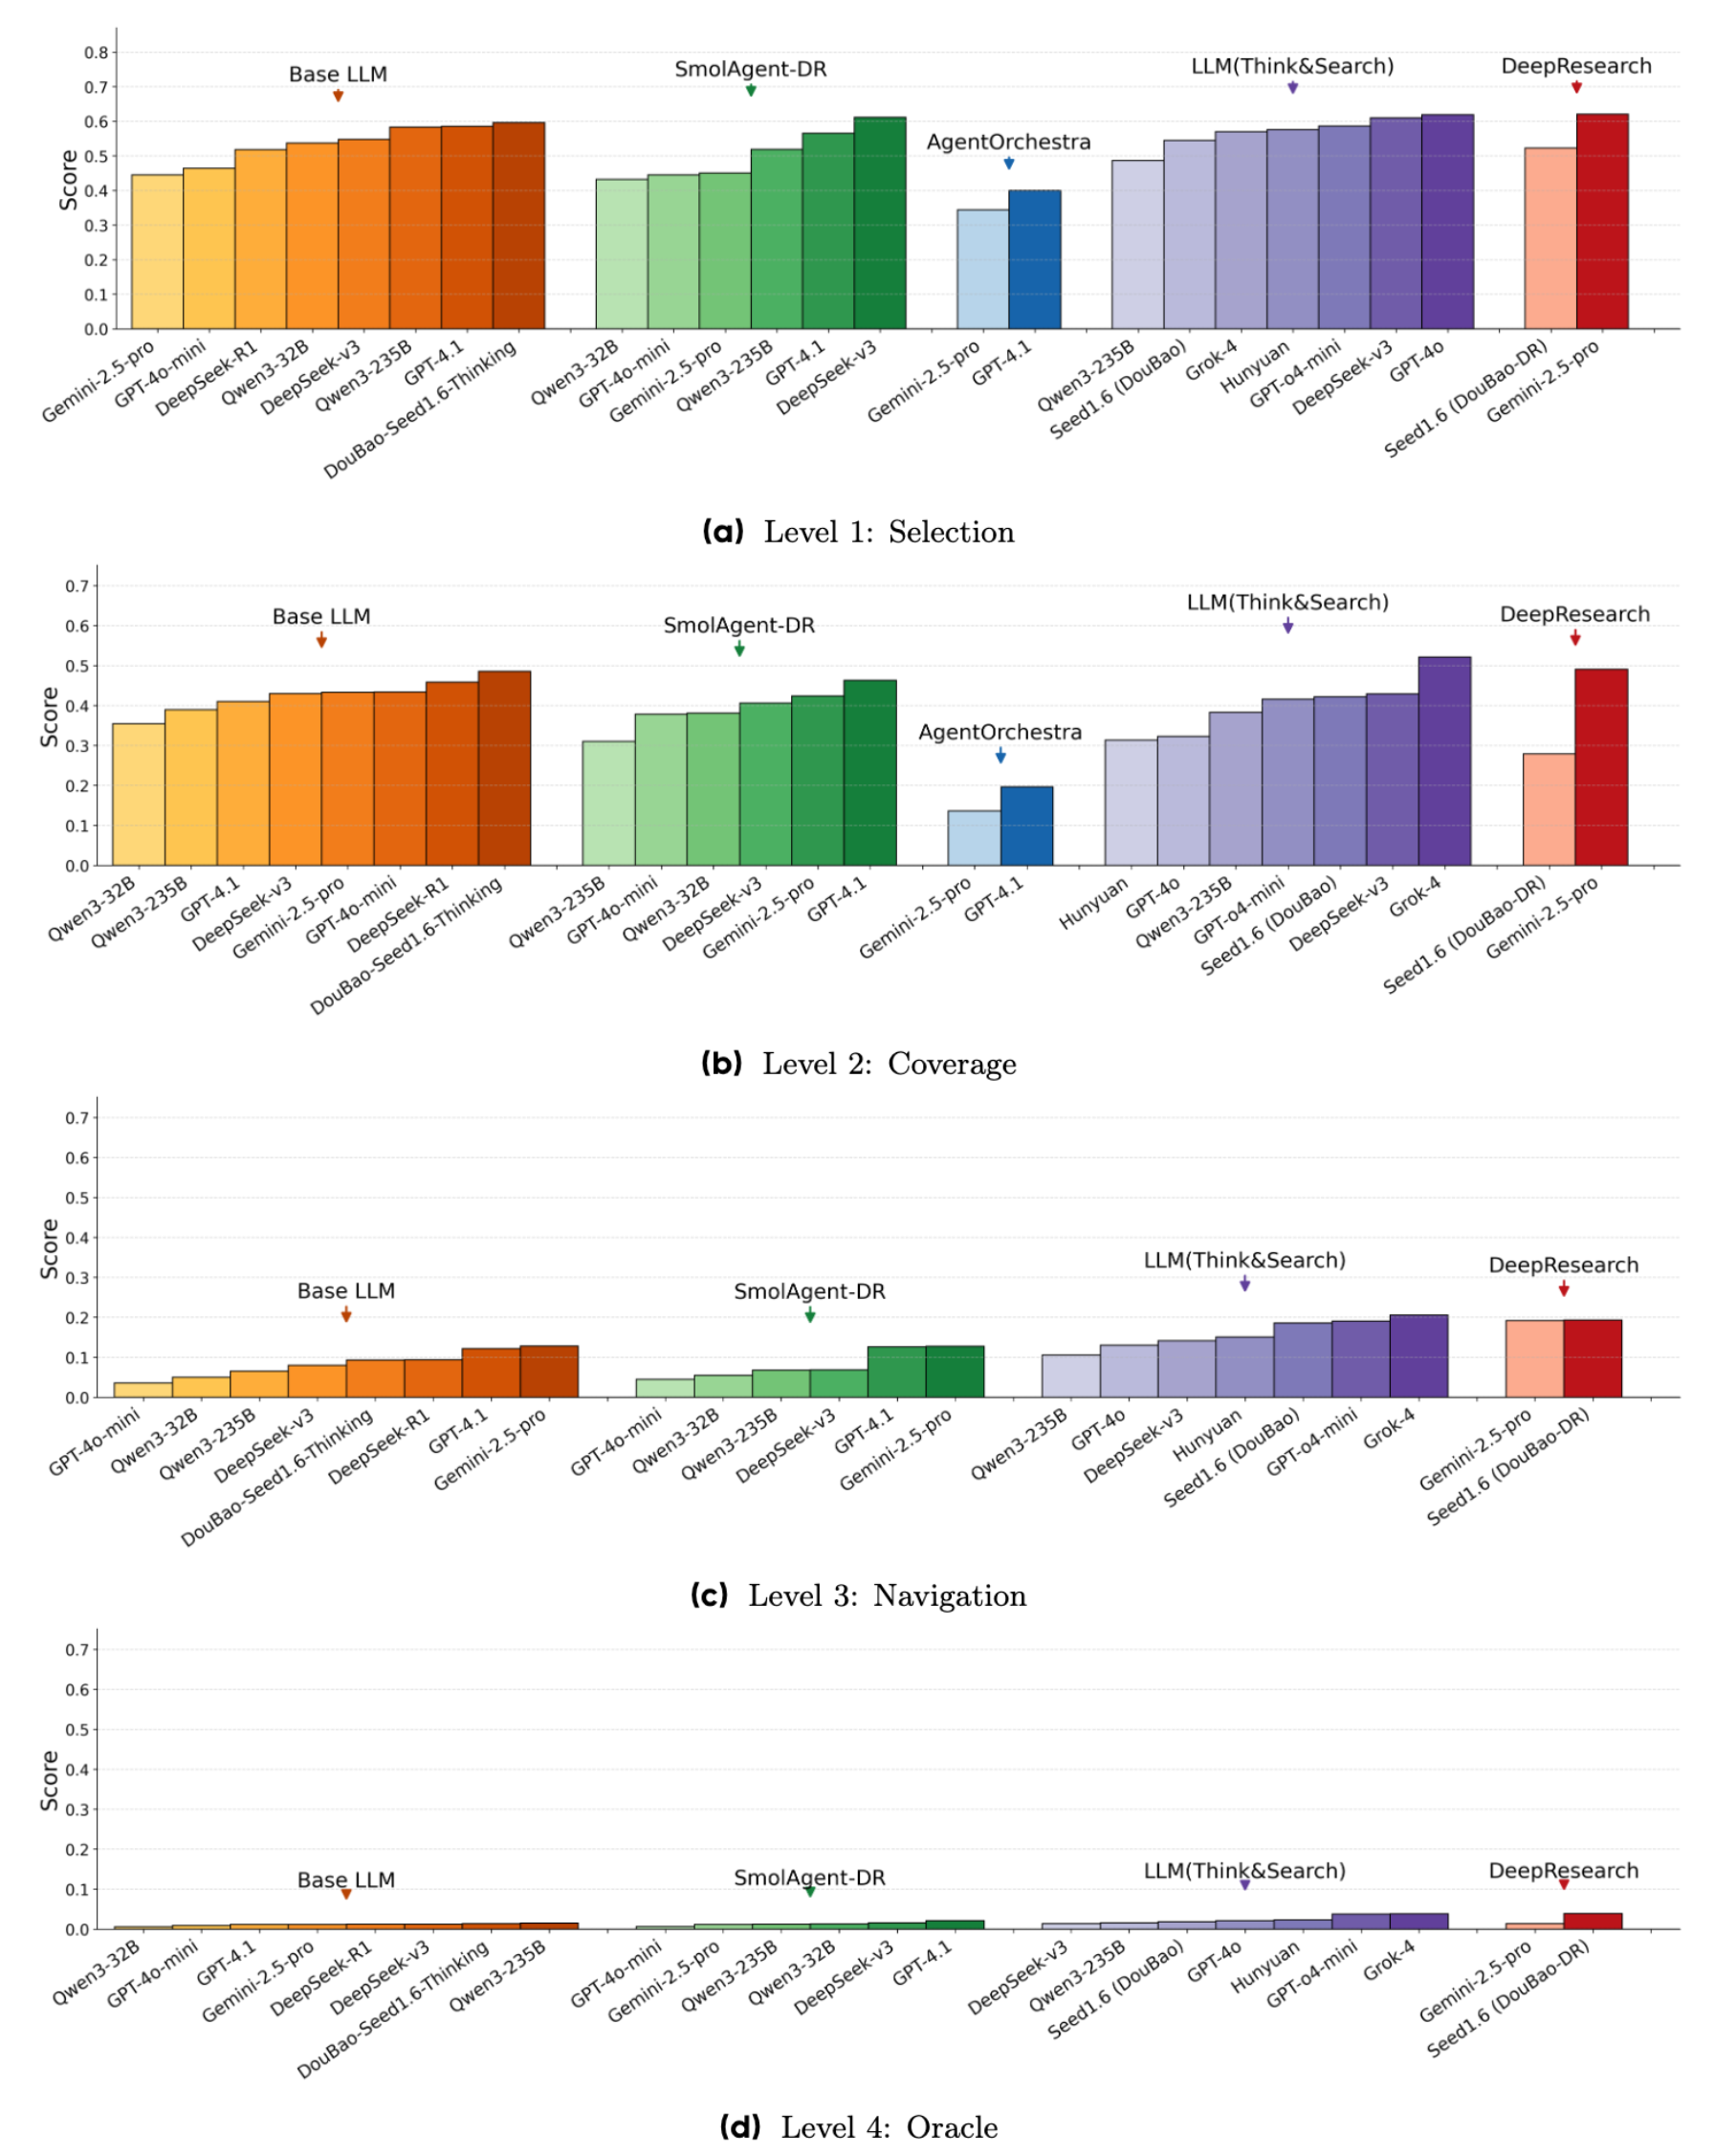 0.8
0.7
0.6
0.5
0.4
0.3
0.2
0.1
0.0
Score
Base LLM
SmolAgent-DR
AgentOrchestra
LLM(Think&Search)
DeepResearch
Gemini-2.5-pro
GPT-4o-mini
DeepSeek-R1
Qwen3-32B
DeepSeek-v3
Qwen3-235B
GPT-4.1
DouBao-Seed1.6-Thinking
Qwen3-32B
GPT-4o-mini
Gemini-2.5-pro
Qwen3-235B
GPT-4.1
DeepSeek-v3
Gemini-2.5-pro
GPT-4.1
Qwen3-235B
Seed1.6 (DouBao)
Grok-4
Hunyuan
GPT-o4-mini
DeepSeek-v3
GPT-4o
Seed1.6 (DouBao-DR)
Gemini-2.5-pro
(a) Level 1: Selection
0.7
0.6
0.5
0.4
0.3
0.2
0.1
0.0
Score
Base LLM
SmolAgent-DR
AgentOrchestra
LLM(Think&Search)
DeepResearch
Qwen3-32B
Qwen3-235B
GPT-4.1
DeepSeek-v3
Gemini-2.5-pro
GPT-4o-mini
DeepSeek-R1
DouBao-Seed1.6-Thinking
Qwen3-235B
GPT-4o-mini
Qwen3-32B
DeepSeek-v3
Gemini-2.5-pro
GPT-4.1
Gemini-2.5-pro
GPT-4.1
Hunyuan
GPT-4o
Qwen3-235B
GPT-o4-mini
Seed1.6 (DouBao)
DeepSeek-v3
Grok-4
Seed1.6 (DouBao-DR)
Gemini-2.5-pro
(b) Level 2: Coverage
0.7
0.6
0.5
0.4
0.3
0.2
0.1
0.0
Score
Base LLM
SmolAgent-DR
LLM(Think&Search)
DeepResearch
GPT-4o-mini
Qwen3-32B
Qwen3-235B
DeepSeek-v3
DouBao-Seed1.6-Thinking
DeepSeek-R1
GPT-4.1
Gemini-2.5-pro
GPT-4o-mini
Qwen3-32B
Qwen3-235B
DeepSeek-v3
GPT-4.1
Gemini-2.5-pro
Qwen3-235B
GPT-4o
DeepSeek-v3
Hunyuan
Seed1.6 (DouBao)
GPT-o4-mini
Grok-4
Gemini-2.5-pro
Seed1.6 (DouBao-DR)
(c) Level 3: Navigation
0.7
0.6
0.5
0.4
0.3
0.2
0.1
0.0
Score
Base LLM
SmolAgent-DR
LLM(Think&Search)
DeepResearch
Qwen3-32B
GPT-4o-mini
GPT-4.1
Gemini-2.5-pro
DeepSeek-R1
DeepSeek-v3
DouBao-Seed1.6-Thinking
Qwen3-235B
GPT-4o-mini
Gemini-2.5-pro
Qwen3-235B
Qwen3-32B
DeepSeek-v3
GPT-4.1
DeepSeek-v3
Qwen3-235B
Seed1.6 (DouBao)
GPT-4o
Hunyuan
GPT-o4-mini
Grok-4
Gemini-2.5-pro
Seed1.6 (DouBao-DR)
(d) Level 4: Oracle